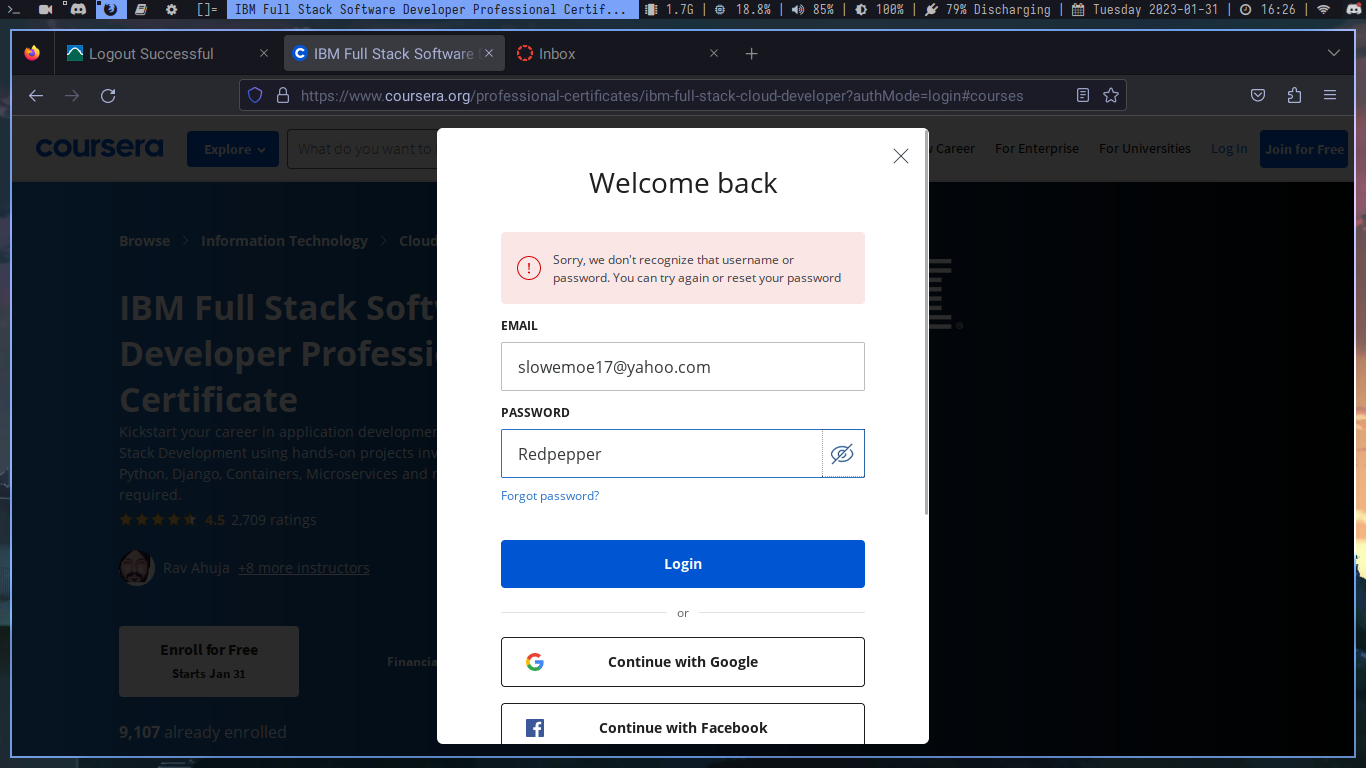 >_ []= IBM Full Stack Software Developer Professional Certif... 1.7G | 18.8% | 85% | 100% | 79% Discharging | Tuesday 2023-01-31 | 16:26 |
Logout Successful IBM Full Stack Software Inbox
https://www.coursera.org/professional-certificates/ibm-full-stack-cloud-developer?authMode=login#courses
coursera Explore What do you want to Career For Enterprise For Universities Log In Join for Free
Welcome back
Browse Information Technology Cloud
Sorry, we don't recognize that username or
password. You can try again or reset your password
IBM Full Stack Soft
Developer Professi
Certificate
EMAIL
slowemoe17@yahoo.com
PASSWORD
Redpepper
Forgot password?
Kickstart your career in application developmen
Stack Development using hands-on projects inv
Python, Django, Containers, Microservices and
required.
4.5 2,709 ratings
Rav Ahuja +8 more instructors
Login
or
Enroll for Free
Starts Jan 31
Financia
Continue with Google
Continue with Facebook
9,107 already enrolled